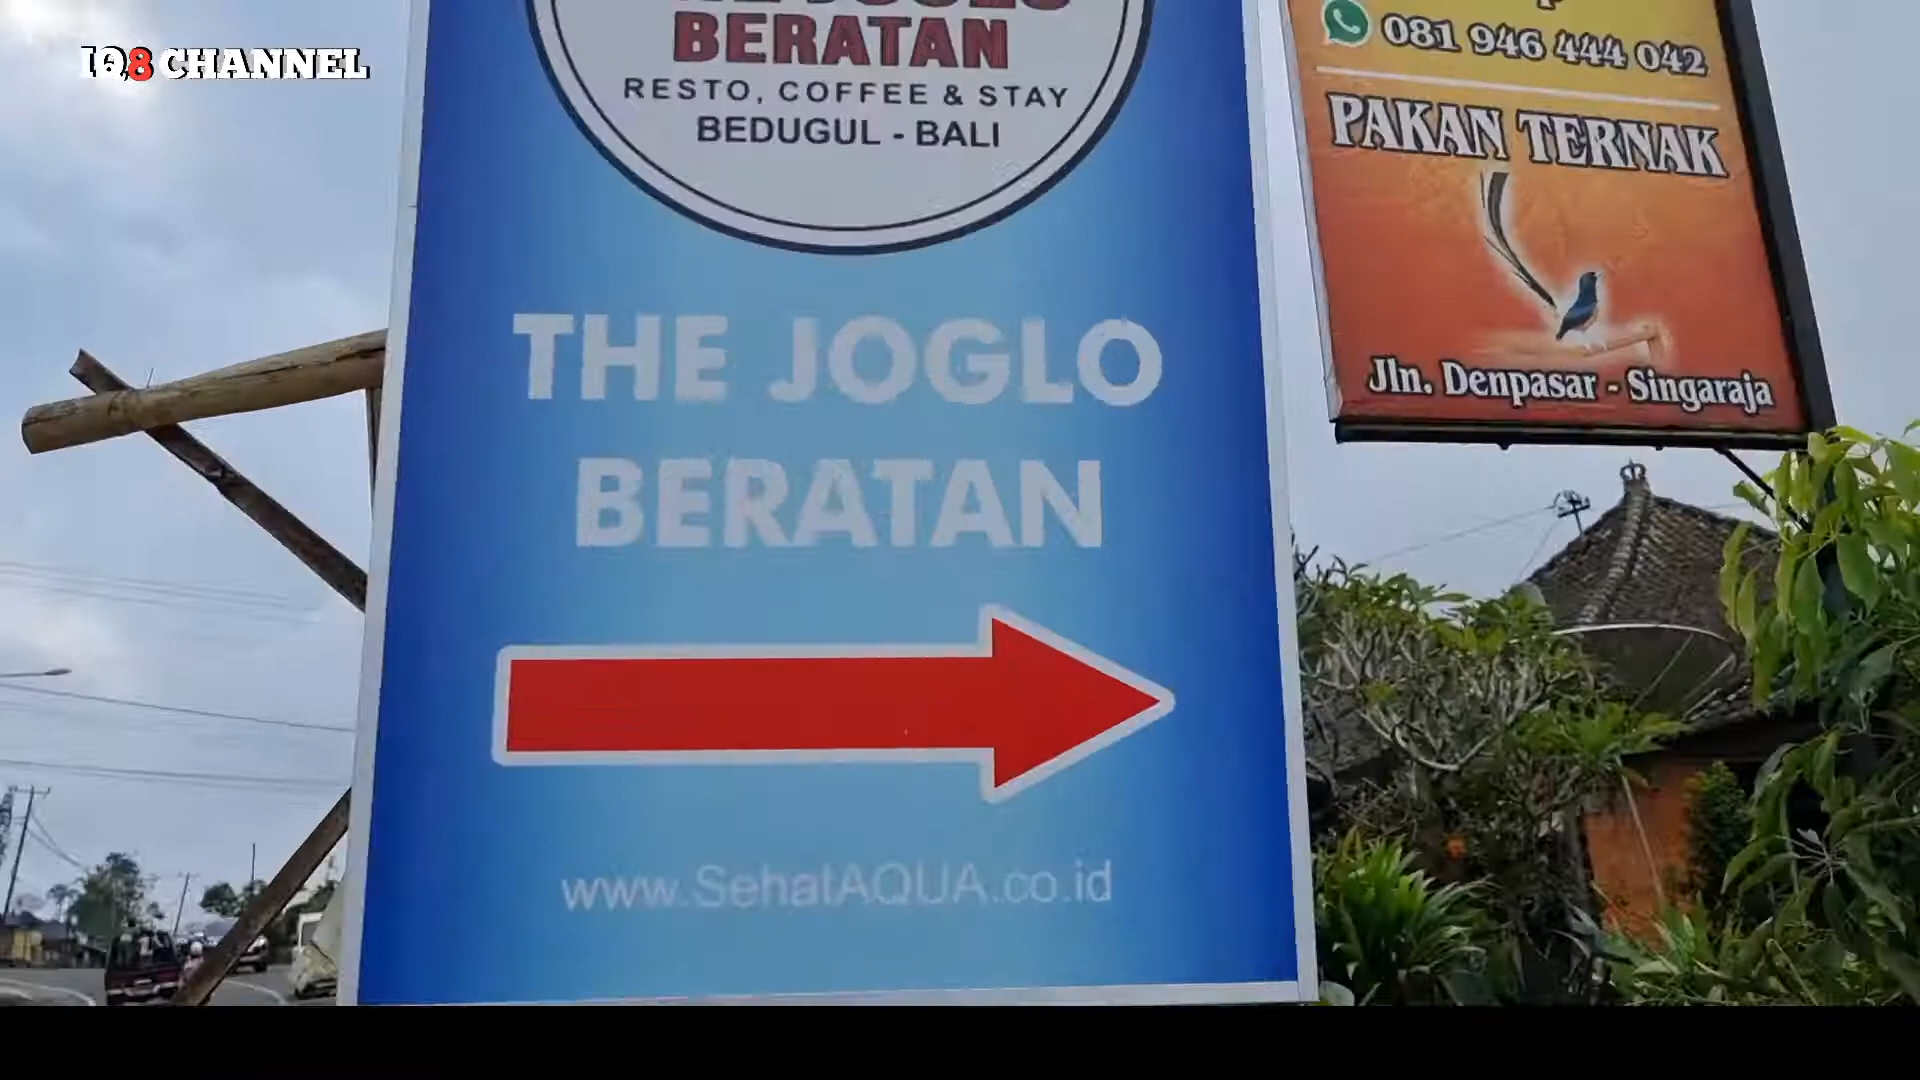 IQ8 CHANNEL
BERATAN
RESTO, COFFEE & STAY
BEDUGUL - BALI
THE JOGLO
BERATAN
www.SehatAQUA.co.id
081 946 444 042
PAKAN TERNAK
Jln. Denpasar - Singaraja